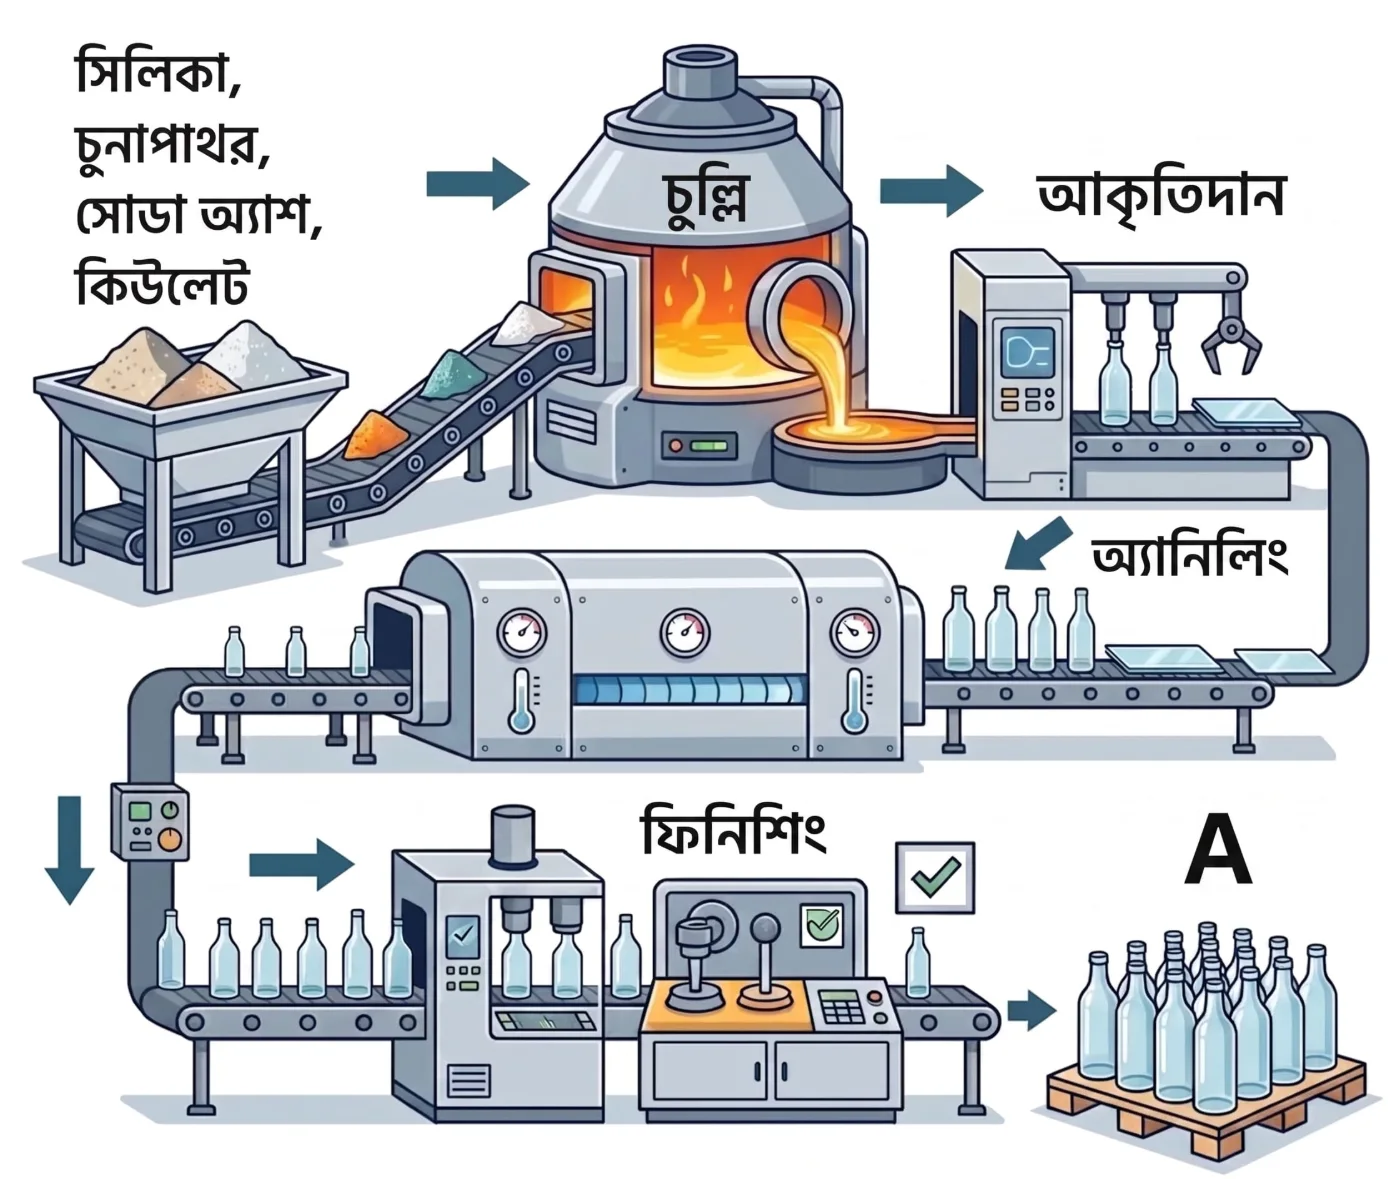 সিলিকা,
চুনাপাথর,
সোডা অ্যাশ,
কিউলেট
চুল্লি
আকৃতিদান
অ্যানিলিং
ফিনিশিং
A